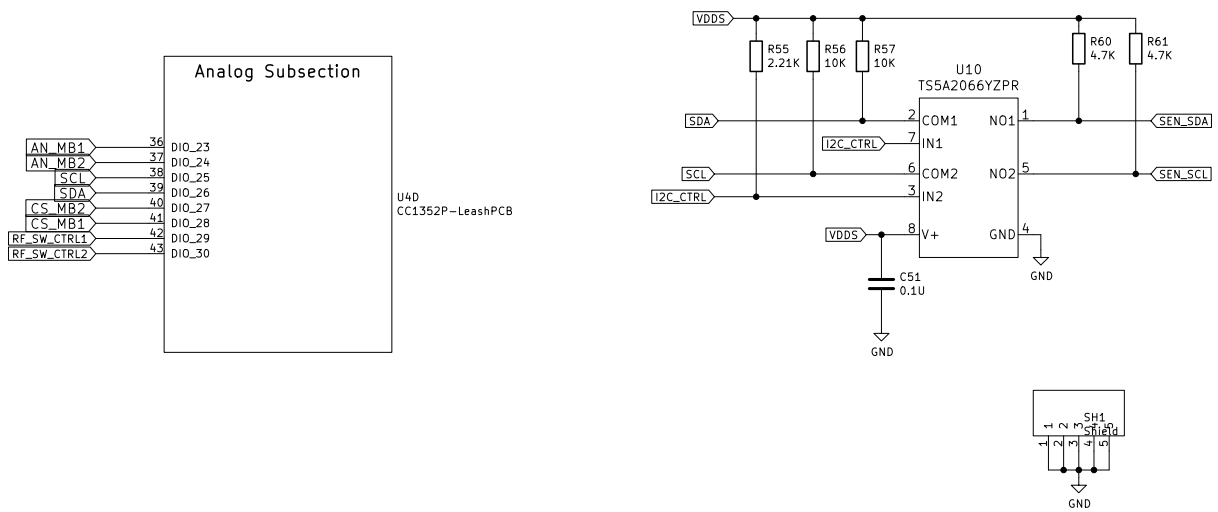 Analog Subsection
AN_MB1 36 DIO_23
AN_MB2 37 DIO_24
SCL 38 DIO_25
SDA 39 DIO_26
CS_MB2 40 DIO_27
CS_MB1 41 DIO_28
RF_SW_CTRL1 42 DIO_29
RF_SW_CTRL2 43 DIO_30
U4D
CC1352P-LeashPCB
VDDS
R55
2.21K
R56
10K
R57
10K
R60
4.7K
R61
4.7K
U10
TS5A2066YZPR
SDA 2 COM1 NO1 1 SEN_SDA
I2C_CTRL 7 IN1
SCL 6 COM2 NO2 5 SEN_SCL
I2C_CTRL 3 IN2
VDDS 8 V+ GND 4
GND
C51
0.1U
GND
SH1
Shield
1 2 3 4 5
1 2 3 4 5
GND